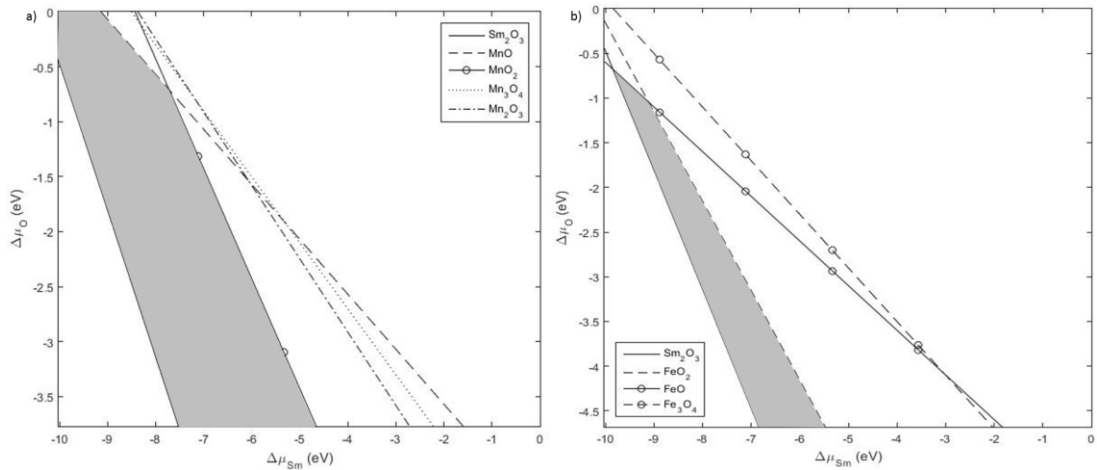 a)
0
-0.5
-1
-1.5
-2
-2.5
-3
-3.5
Δμ_O (eV)
-10 -9 -8 -7 -6 -5 -4 -3 -2 -1 0
Δμ_Sm (eV)
Sm₂O₃
MnO
MnO₂
Mn₃O₄
Mn₂O₃
b)
0
-0.5
-1
-1.5
-2
-2.5
-3
-3.5
-4
-4.5
Δμ_O (eV)
-10 -9 -8 -7 -6 -5 -4 -3 -2 -1 0
Δμ_Sm (eV)
Sm₂O₃
FeO₂
FeO
Fe₃O₄